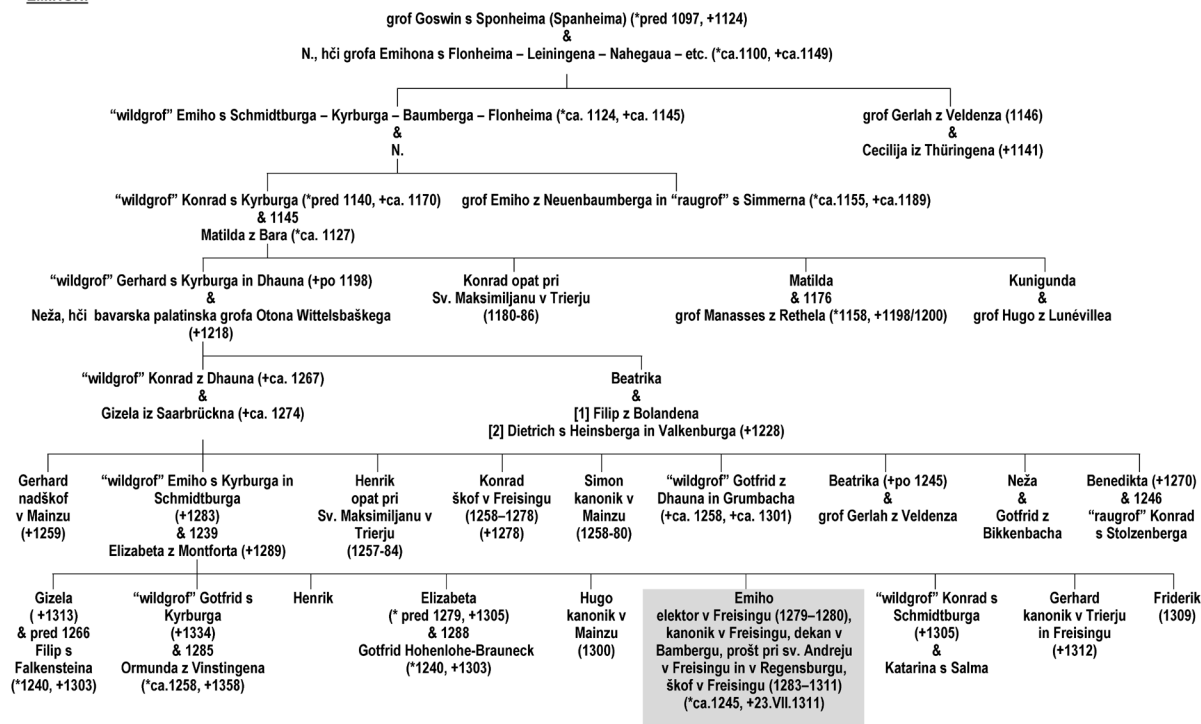 grof Goswin s Sponheima (Spanheima) (*pred 1097, +1124)
&
N., hči grofa Emihona s Flonheima – Leiningena – Nahegaua – etc. (*ca.1100, +ca.1149)
“wildgrof” Emiho s Schmidtburga – Kyrburga – Baumberga – Flonheima (*ca. 1124, +ca. 1145)
&
N.
grof Gerlah z Veldenza (1146)
&
Cecilija iz Thüringena (+1141)
“wildgrof” Konrad s Kyrburga (*pred 1140, +ca. 1170)
& 1145
Matilda z Bara (*ca. 1127)
grof Emiho z Neuenbaumberga in “raugrof” s Simmerna (*ca.1155, +ca.1189)
“wildgrof” Gerhard s Kyrburga in Dhauna (+po 1198)
&
Neža, hči bavarska palatinska grofa Otona Wittelsbaškega
(+1218)
Konrad opat pri
Sv. Maksimiljanu v Trierju
(1180-86)
Matilda
& 1176
grof Manasses z Rethela (*1158, +1198/1200)
Kunigunda
&
grof Hugo z Lunévillea
“wildgrof” Konrad z Dhauna (+ca. 1267)
&
Gizela iz Saarbrückna (+ca. 1274)
Beatrika
&
[1] Filip z Bolandena
[2] Dietrich s Heinsberga in Valkenburga (+1228)
Gerhard
nadškof
v Mainzu
(+1259)
“wildgrof” Emiho s Kyrburga in
Schmidtburga
(+1283)
& 1239
Elizabeta z Montforta (+1289)
Henrik
opat pri
Sv. Maksimiljanu v
Trierju
(1257-84)
Konrad
škof v Freisingu
(1258–1278)
(+1278)
Simon
kanonik v
Mainzu
(1258-80)
“wildgrof” Gotfrid z
Dhauna in Grumbacha
(+ca. 1258, +ca. 1301)
Beatrika (+po 1245)
&
grof Gerlah z Veldenza
Neža
&
Gotfrid z
Bikkenbacha
Benedikta (+1270)
& 1246
“raugrof” Konrad
s Stolzenberga
Gizela
( +1313)
& pred 1266
Filip s
Falkensteina
(*1240, +1303)
“wildgrof” Gotfrid s
Kyrburga
(+1334)
& 1285
Ormunda z Vinstingena
(*ca.1258, +1358)
Henrik
Elizabeta
(* pred 1279, +1305)
& 1288
Gotfrid Hohenlohe-Brauneck
(*1240, +1303)
Hugo
kanonik v
Mainzu
(1300)
Emiho
elektor v Freisingu (1279–1280),
kanonik v Freisingu, dekan v
Bambergu, prošt pri sv. Andreju
v Freisingu in v Regensburgu,
škof v Freisingu (1283–1311)
(*ca.1245, +23.VII.1311)
“wildgrof” Konrad s
Schmidtburga
(+1305)
&
Katarina s Salma
Gerhard
kanonik v Trierju
in Freisingu
(+1312)
Friderik
(1309)